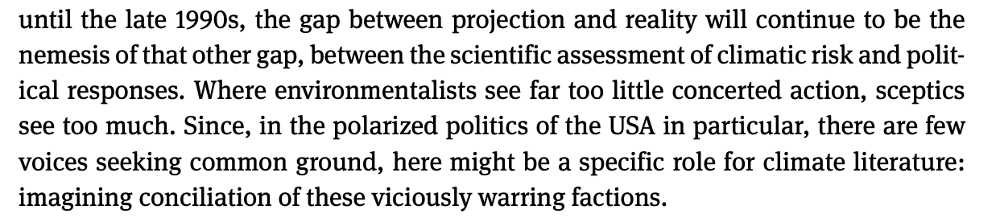 until the late 1990s, the gap between projection and reality will continue to be the
nemesis of that other gap, between the scientific assessment of climatic risk and polit-
ical responses. Where environmentalists see far too little concerted action, sceptics
see too much. Since, in the polarized politics of the USA in particular, there are few
voices seeking common ground, here might be a specific role for climate literature:
imagining conciliation of these viciously warring factions.